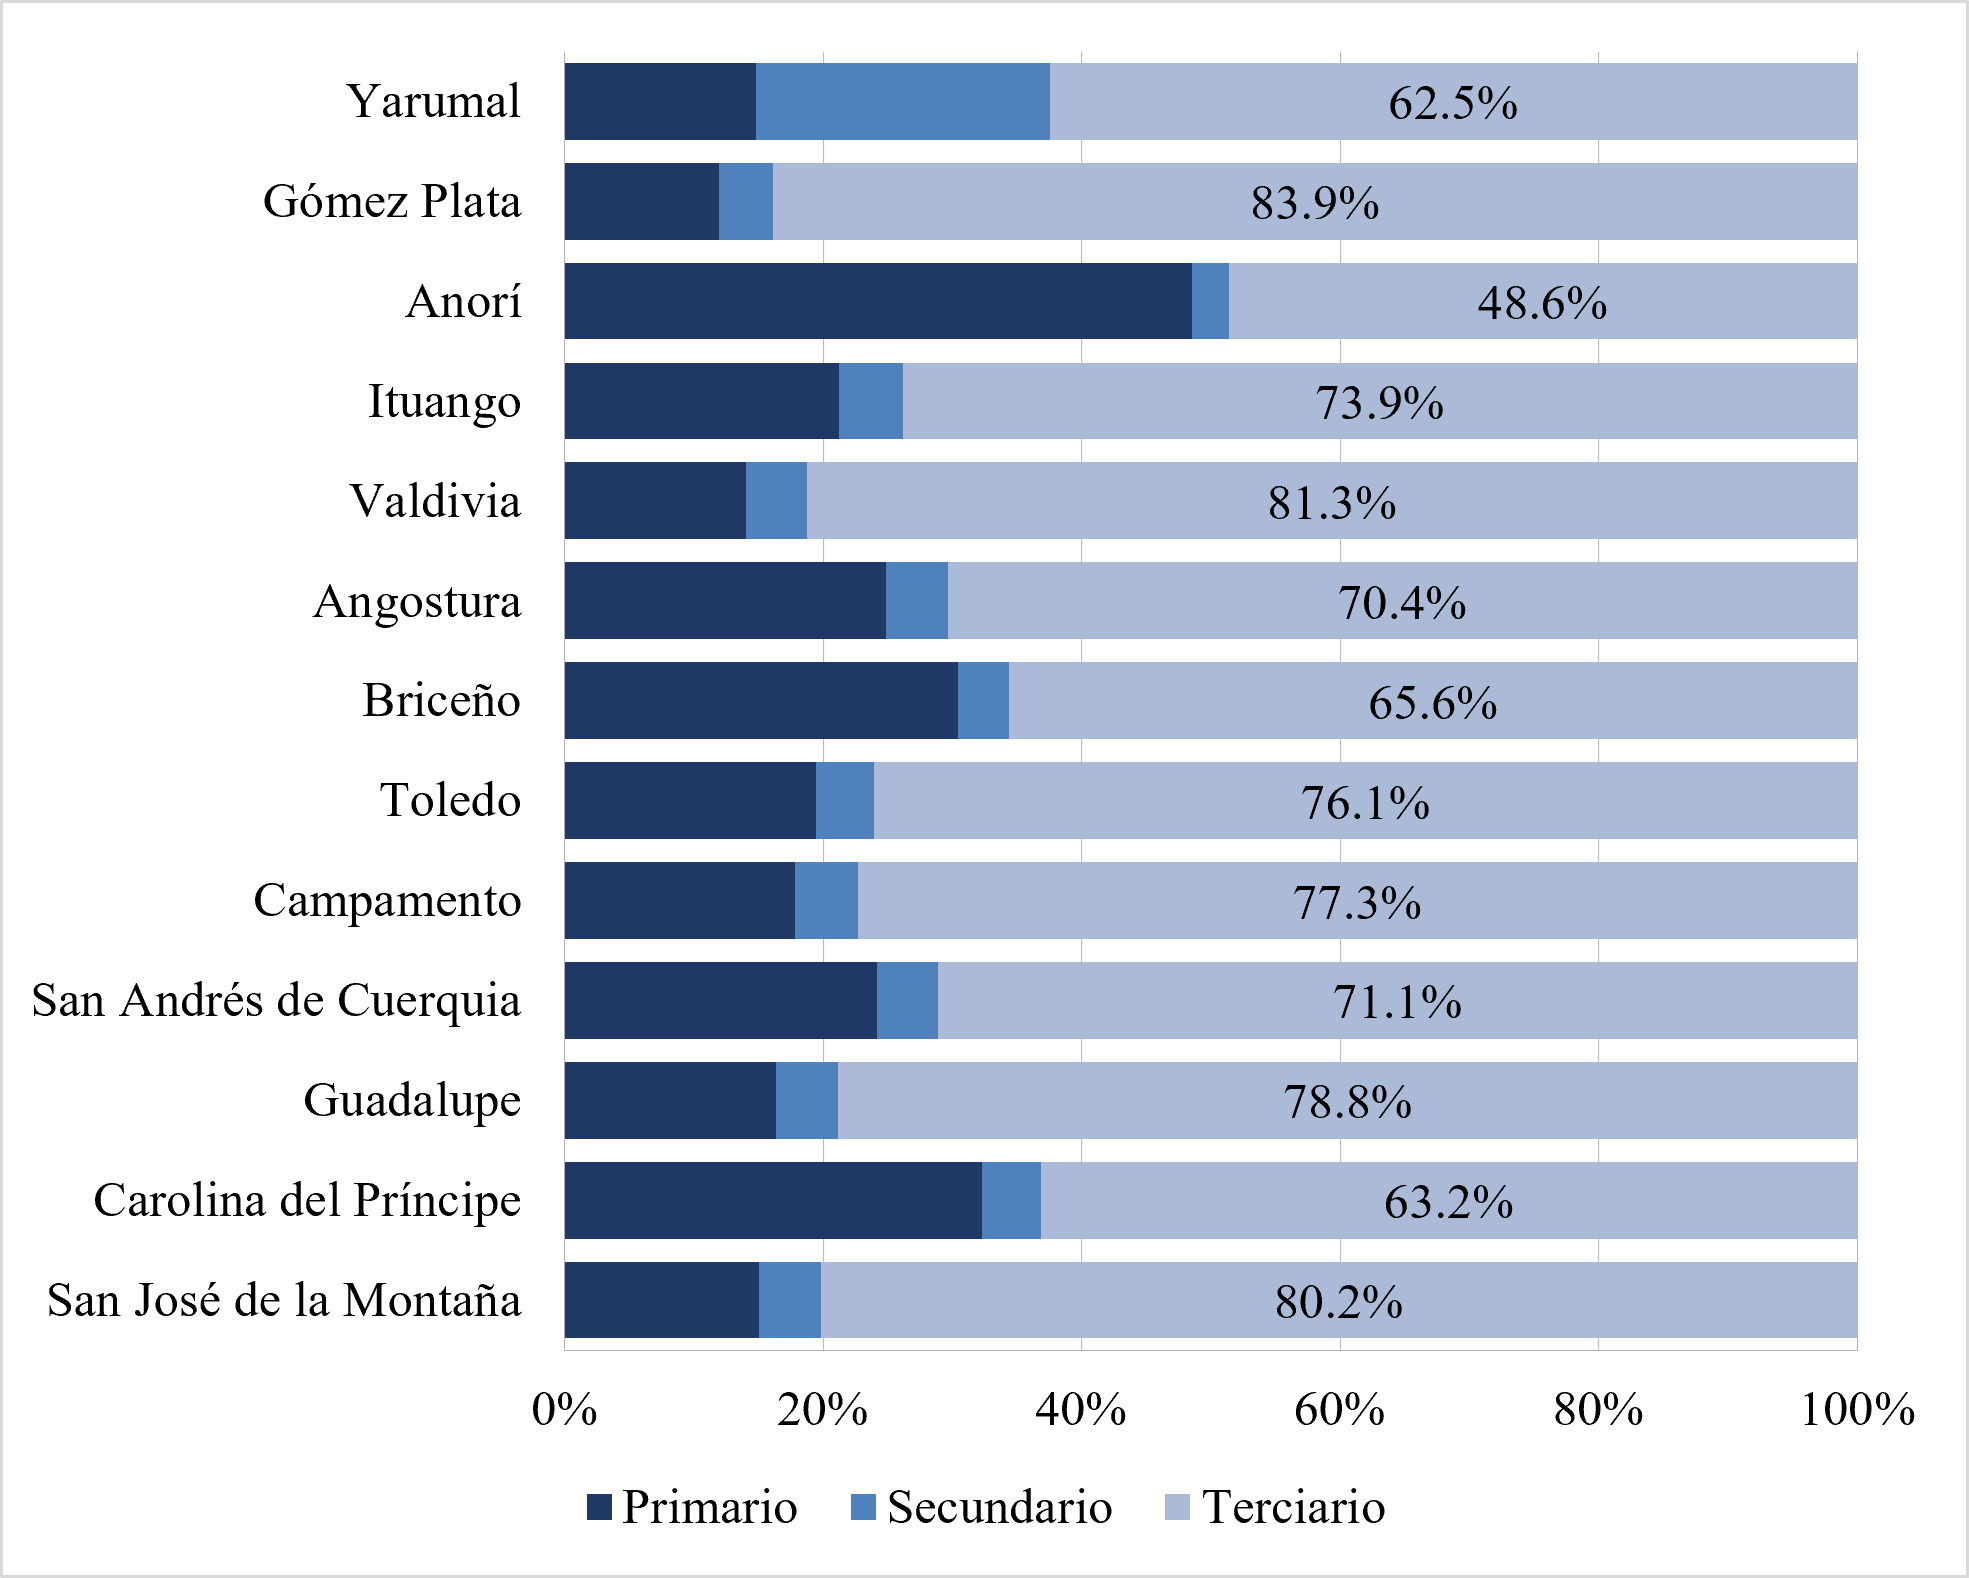 Yarumal 62.5%
Gómez Plata 83.9%
Anorí 48.6%
Ituango 73.9%
Valdivia 81.3%
Angostura 70.4%
Briceño 65.6%
Toledo 76.1%
Campamento 77.3%
San Andrés de Cuerquia 71.1%
Guadalupe 78.8%
Carolina del Príncipe 63.2%
San José de la Montaña 80.2%
0% 20% 40% 60% 80% 100%
Primario Secundario Terciario